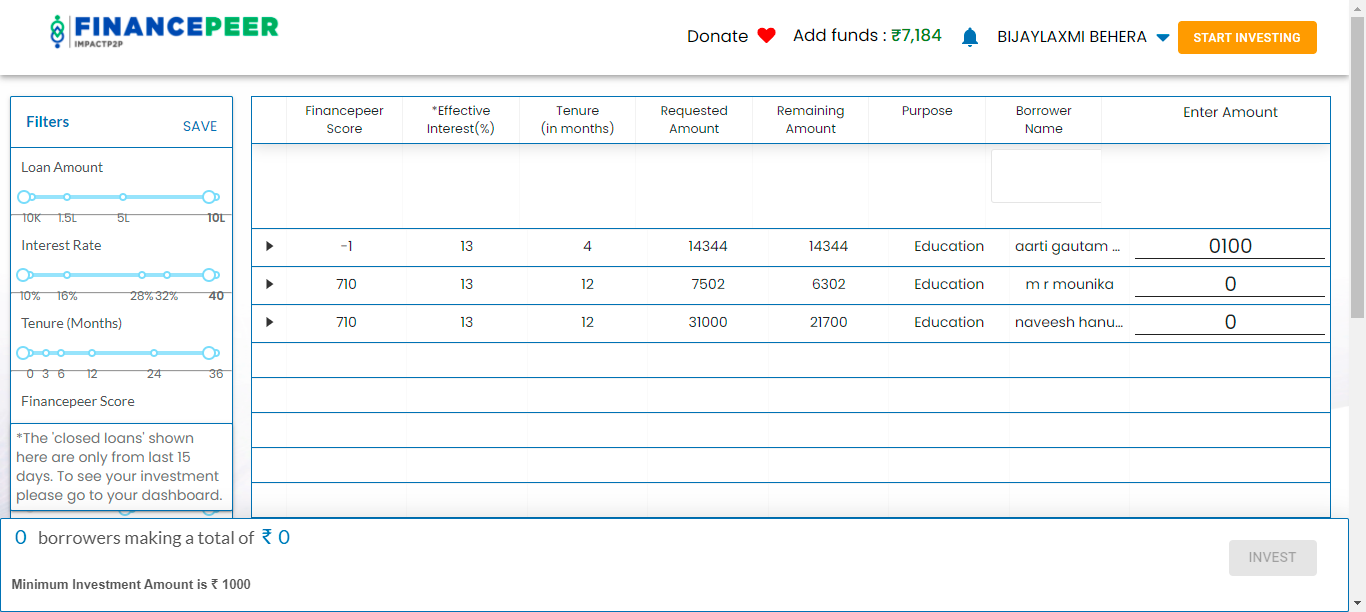 FINANCEPEER
IMPACTP2P
Donate Add funds : ₹7,184 BIJAYLAXMI BEHERA START INVESTING
Filters SAVE
Loan Amount
10K 1.5L 5L 10L
Interest Rate
10% 16% 28% 32% 40
Tenure (Months)
0 3 6 12 24 36
Financepeer Score
*The 'closed loans' shown
here are only from last 15
days. To see your investment
please go to your dashboard.
Financepeer Score *Effective Interest(%) Tenure (in months) Requested Amount Remaining Amount Purpose Borrower Name Enter Amount
-1 13 4 14344 14344 Education aarti gautam ... 0100
710 13 12 7502 6302 Education m r mounika 0
710 13 12 31000 21700 Education naveesh hanu... 0
0 borrowers making a total of ₹ 0
INVEST
Minimum Investment Amount is ₹ 1000